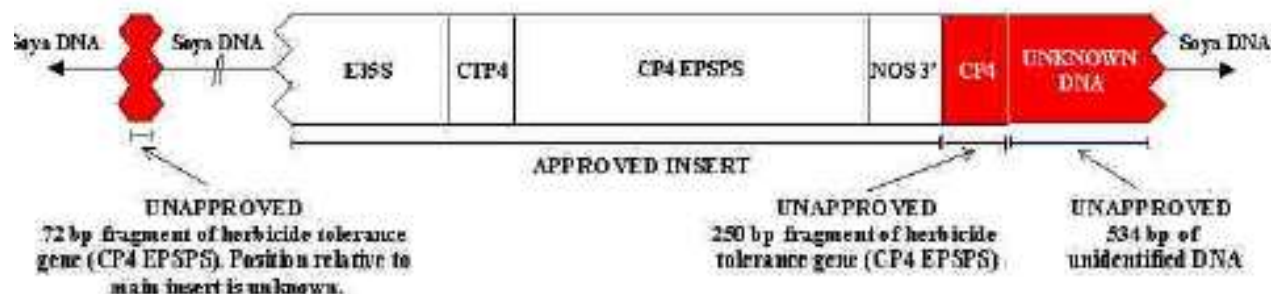 Soya DNA
Soya DNA
E35S
CTP4
CP4 EPSPS
NOS 3'
CP4
UNKNOWN
DNA
Soya DNA
APPROVED INSERT
UNAPPROVED
72 bp fragment of herbicide tolerance
gene (CP4 EPSPS). Position relative to
main insert is unknown.
UNAPPROVED
250 bp fragment of herbicide
tolerance gene (CP4 EPSPS)
UNAPPROVED
534 bp of
unidentified DNA